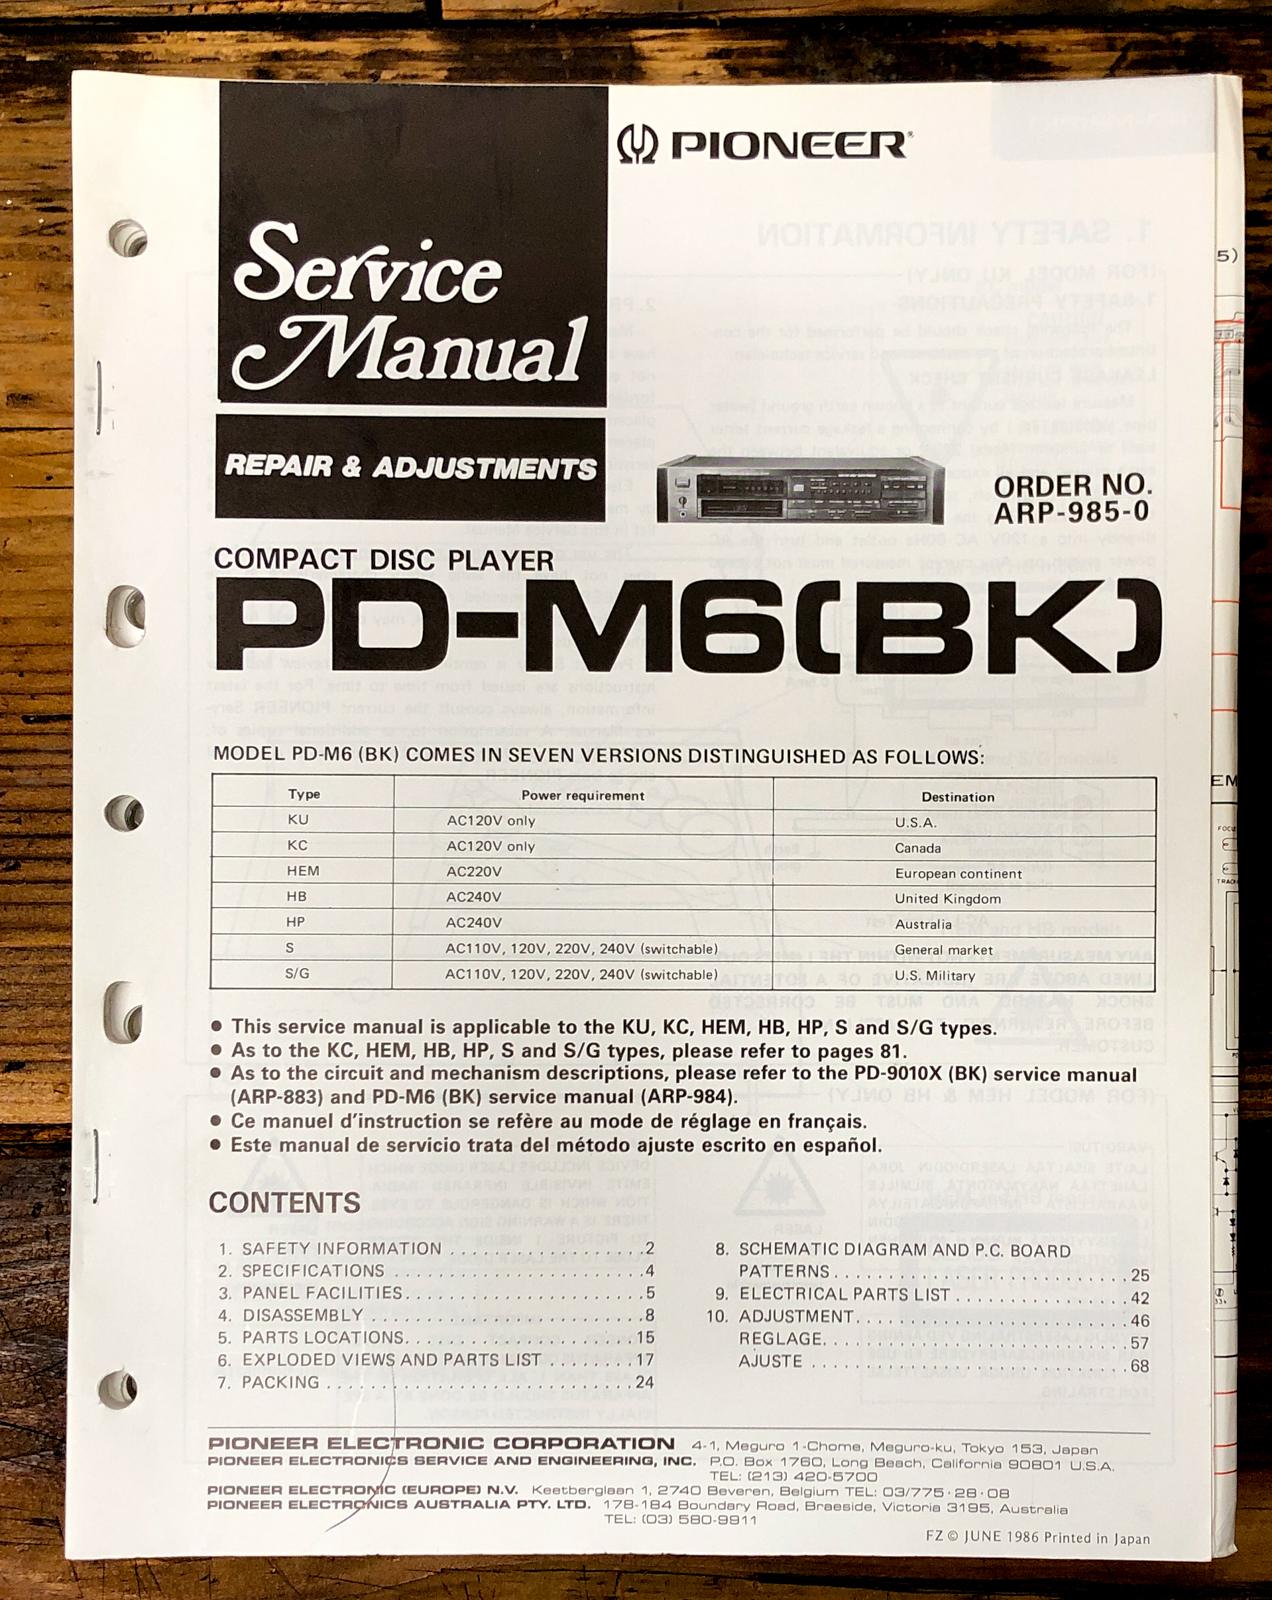 PIONEER
Service
Manual
REPAIR & ADJUSTMENTS
ORDER NO.
ARP-985-0
COMPACT DISC PLAYER
PD-M6(BK)
MODEL PD-M6 (BK) COMES IN SEVEN VERSIONS DISTINGUISHED AS FOLLOWS:
Type Power requirement Destination
KU AC120V only U.S.A.
KC AC120V only Canada
HEM AC220V European continent
HB AC240V United Kingdom
HP AC240V Australia
S AC110V, 120V, 220V, 240V (switchable) General market
S/G AC110V, 120V, 220V, 240V (switchable) U.S. Military
● This service manual is applicable to the KU, KC, HEM, HB, HP, S and S/G types.
● As to the KC, HEM, HB, HP, S and S/G types, please refer to pages 81.
● As to the circuit and mechanism descriptions, please refer to the PD-9010X (BK) service manual
(ARP-883) and PD-M6 (BK) service manual (ARP-984).
● Ce manuel d'instruction se refère au mode de réglage en français.
● Este manual de servicio trata del método ajuste escrito en español.
CONTENTS
1. SAFETY INFORMATION . . . . . . . . . . . . . . . . . . . 2
2. SPECIFICATIONS . . . . . . . . . . . . . . . . . . . . . . . . 4
3. PANEL FACILITIES. . . . . . . . . . . . . . . . . . . . . . . 5
4. DISASSEMBLY . . . . . . . . . . . . . . . . . . . . . . . . . . 8
5. PARTS LOCATIONS. . . . . . . . . . . . . . . . . . . . . . 15
6. EXPLODED VIEWS AND PARTS LIST . . . . . . . . 17
7. PACKING . . . . . . . . . . . . . . . . . . . . . . . . . . . . . 24
8. SCHEMATIC DIAGRAM AND P.C. BOARD
PATTERNS. . . . . . . . . . . . . . . . . . . . . . . . . . . . 25
9. ELECTRICAL PARTS LIST . . . . . . . . . . . . . . . . 42
10. ADJUSTMENT. . . . . . . . . . . . . . . . . . . . . . . . . . 46
REGLAGE. . . . . . . . . . . . . . . . . . . . . . . . . . . . . 57
AJUSTE . . . . . . . . . . . . . . . . . . . . . . . . . . . . . . 68
PIONEER ELECTRONIC CORPORATION 4-1, Meguro 1-Chome, Meguro-ku, Tokyo 153, Japan
PIONEER ELECTRONICS SERVICE AND ENGINEERING, INC. P.O. Box 1760, Long Beach, California 90801 U.S.A.
TEL: (213) 420-5700
PIONEER ELECTRONIC (EUROPE) N.V. Keetberglaan 1, 2740 Beveren, Belgium TEL: 03/775·28·08
PIONEER ELECTRONICS AUSTRALIA PTY. LTD. 178-184 Boundary Road, Braeside, Victoria 3195, Australia
TEL: (03) 580-9911
FZ © JUNE 1986 Printed in Japan